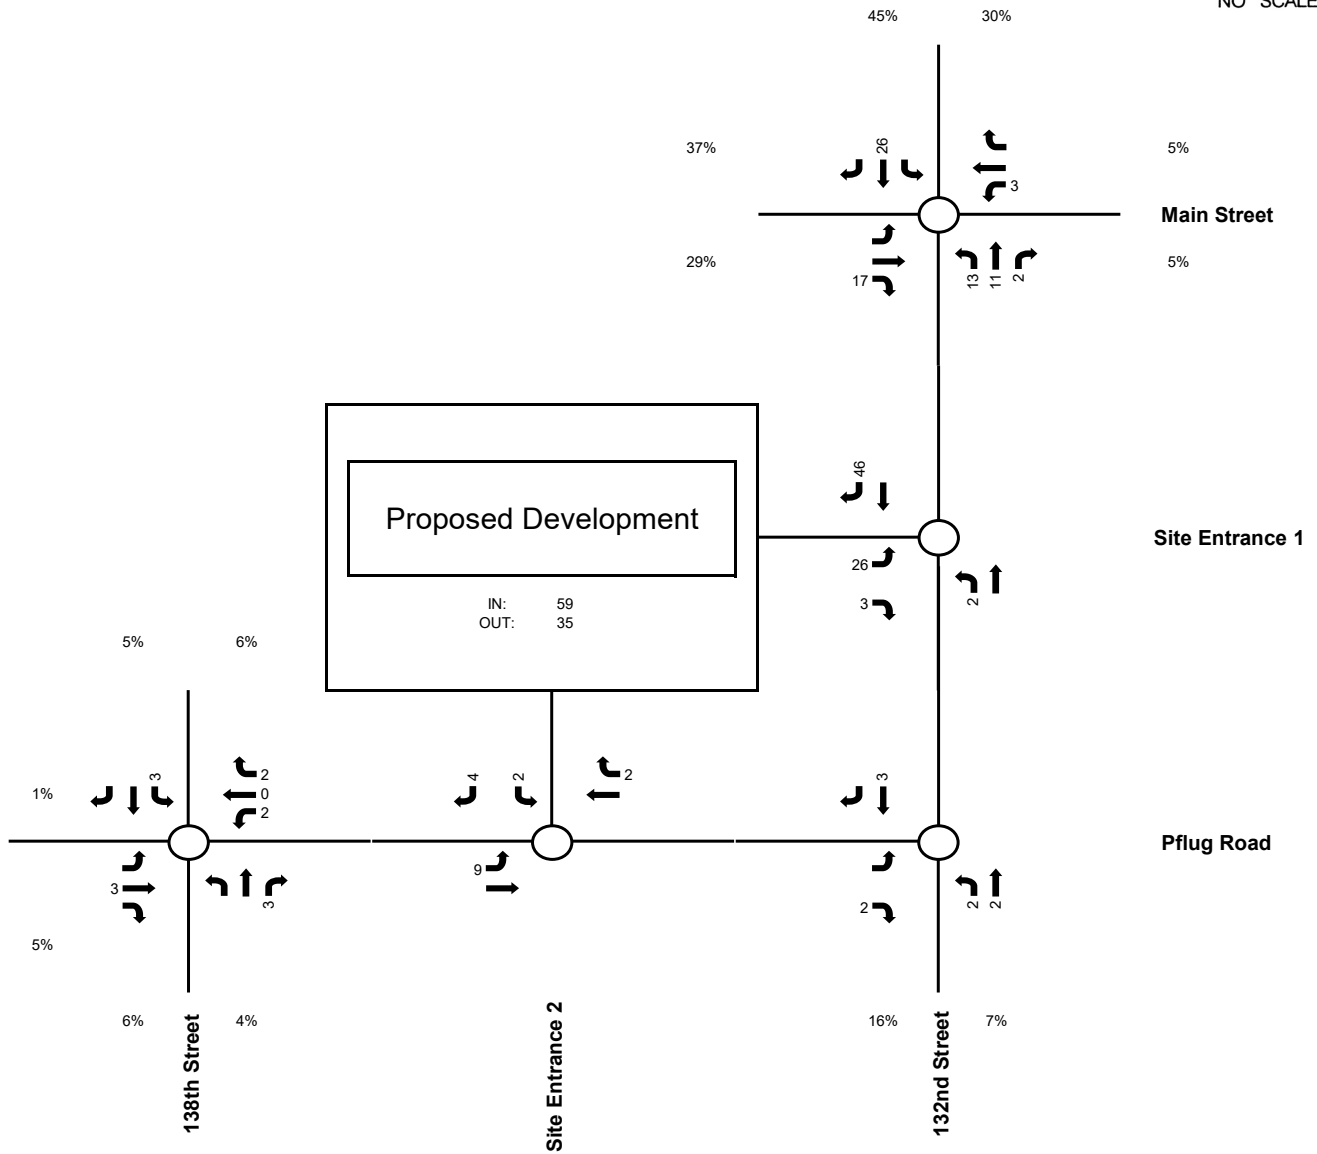 NO SCALE
45% 30%
26
37% 5%
3
Main Street
29% 5%
17 13 11 2
46
Proposed Development
Site Entrance 1
26
3 2
IN: 59
OUT: 35
5% 6%
3 2 4 2 2 3
1% 0
2
Pflug Road
9
3 3 2 2 2
5%
6% 4% 16% 7%
138th Street
Site Entrance 2
132nd Street